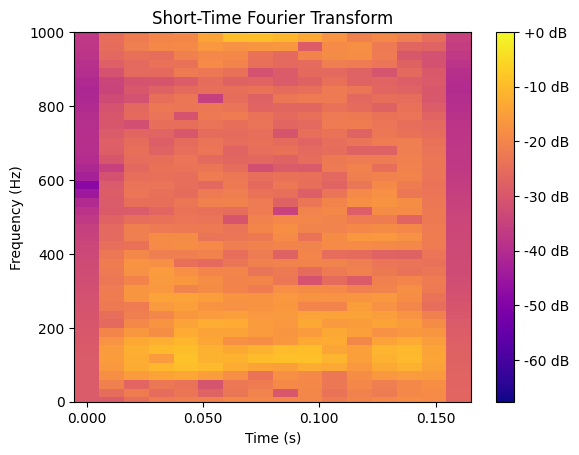 Short-Time Fourier Transform
1000
800
600
400
200
0
Frequency (Hz)
0.000
0.050
0.100
0.150
Time (s)
+0 dB
-10 dB
-20 dB
-30 dB
-40 dB
-50 dB
-60 dB